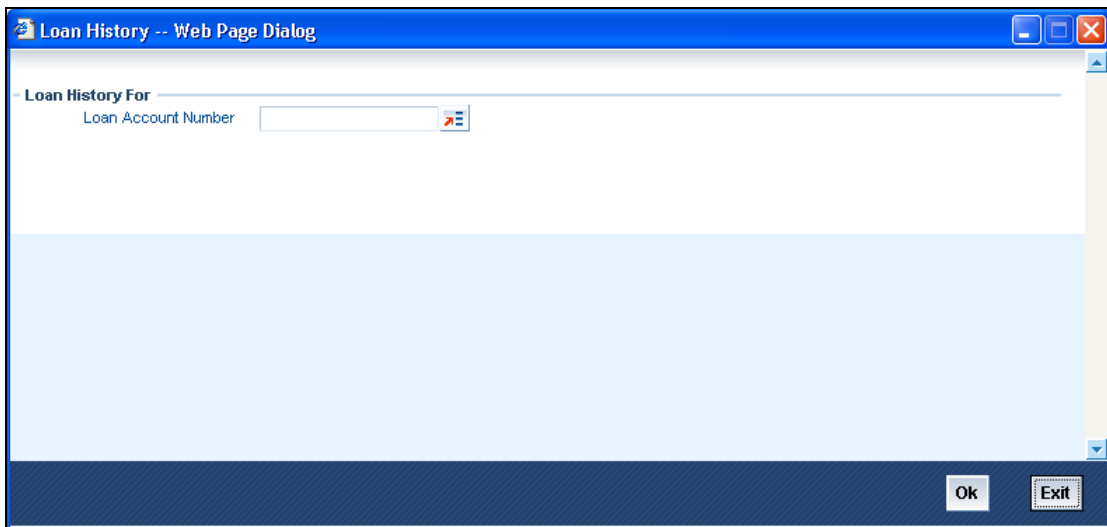 Loan History -- Web Page Dialog
Loan History For
Loan Account Number
Ok
Exit